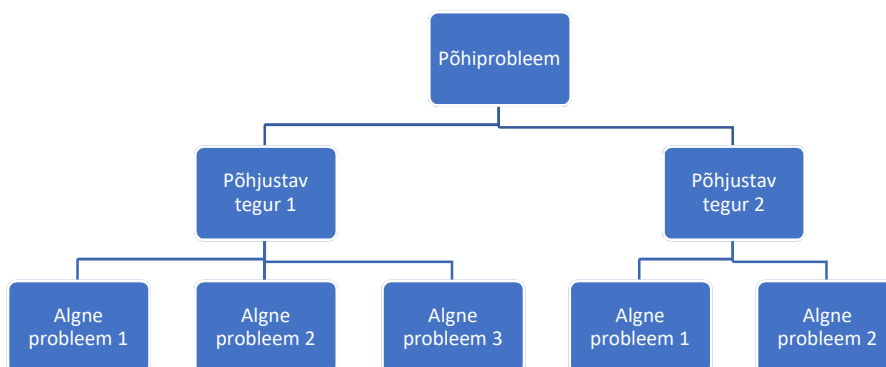 Põhiprobleem
Põhjustav
tegur 1
Põhjustav
tegur 2
Algne
probleem 1
Algne
probleem 2
Algne
probleem 3
Algne
probleem 1
Algne
probleem 2